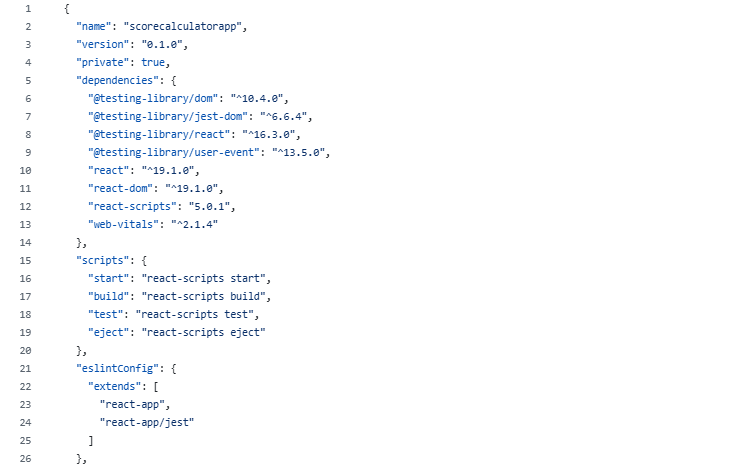 1 {
2 "name": "scorecalculatorapp",
3 "version": "0.1.0",
4 "private": true,
5 "dependencies": {
6 "@testing-library/dom": "^10.4.0",
7 "@testing-library/jest-dom": "^6.6.4",
8 "@testing-library/react": "^16.3.0",
9 "@testing-library/user-event": "^13.5.0",
10 "react": "^19.1.0",
11 "react-dom": "^19.1.0",
12 "react-scripts": "5.0.1",
13 "web-vitals": "^2.1.4"
14 },
15 "scripts": {
16 "start": "react-scripts start",
17 "build": "react-scripts build",
18 "test": "react-scripts test",
19 "eject": "react-scripts eject"
20 },
21 "eslintConfig": {
22 "extends": [
23 "react-app",
24 "react-app/jest"
25 ]
26 },